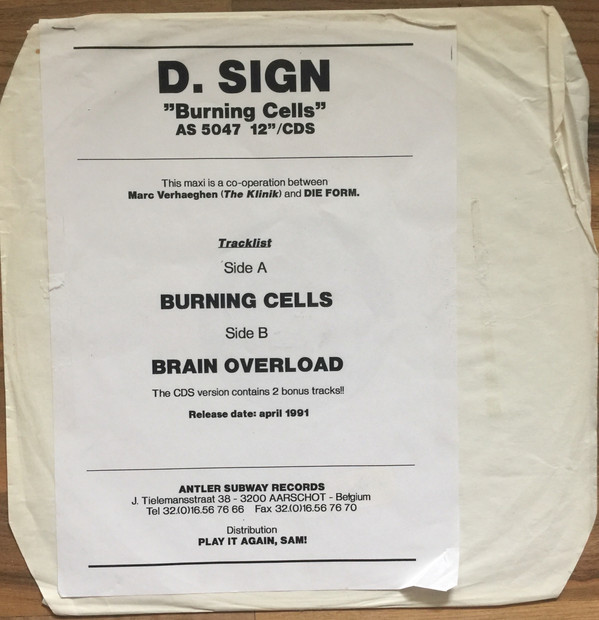 D. SIGN
”Burning Cells”
AS 5047 12”/CDS
This maxi is a co-operation between
Marc Verhaeghen (The Klinik) and DIE FORM.
Tracklist
Side A
BURNING CELLS
Side B
BRAIN OVERLOAD
The CDS version contains 2 bonus tracks!!
Release date: april 1991
ANTLER SUBWAY RECORDS
J. Tielemansstraat 38 - 3200 AARSCHOT - Belgium
Tel 32.(0)16.56 76 66 Fax 32.(0)16.56 76 70
Distribution
PLAY IT AGAIN, SAM!